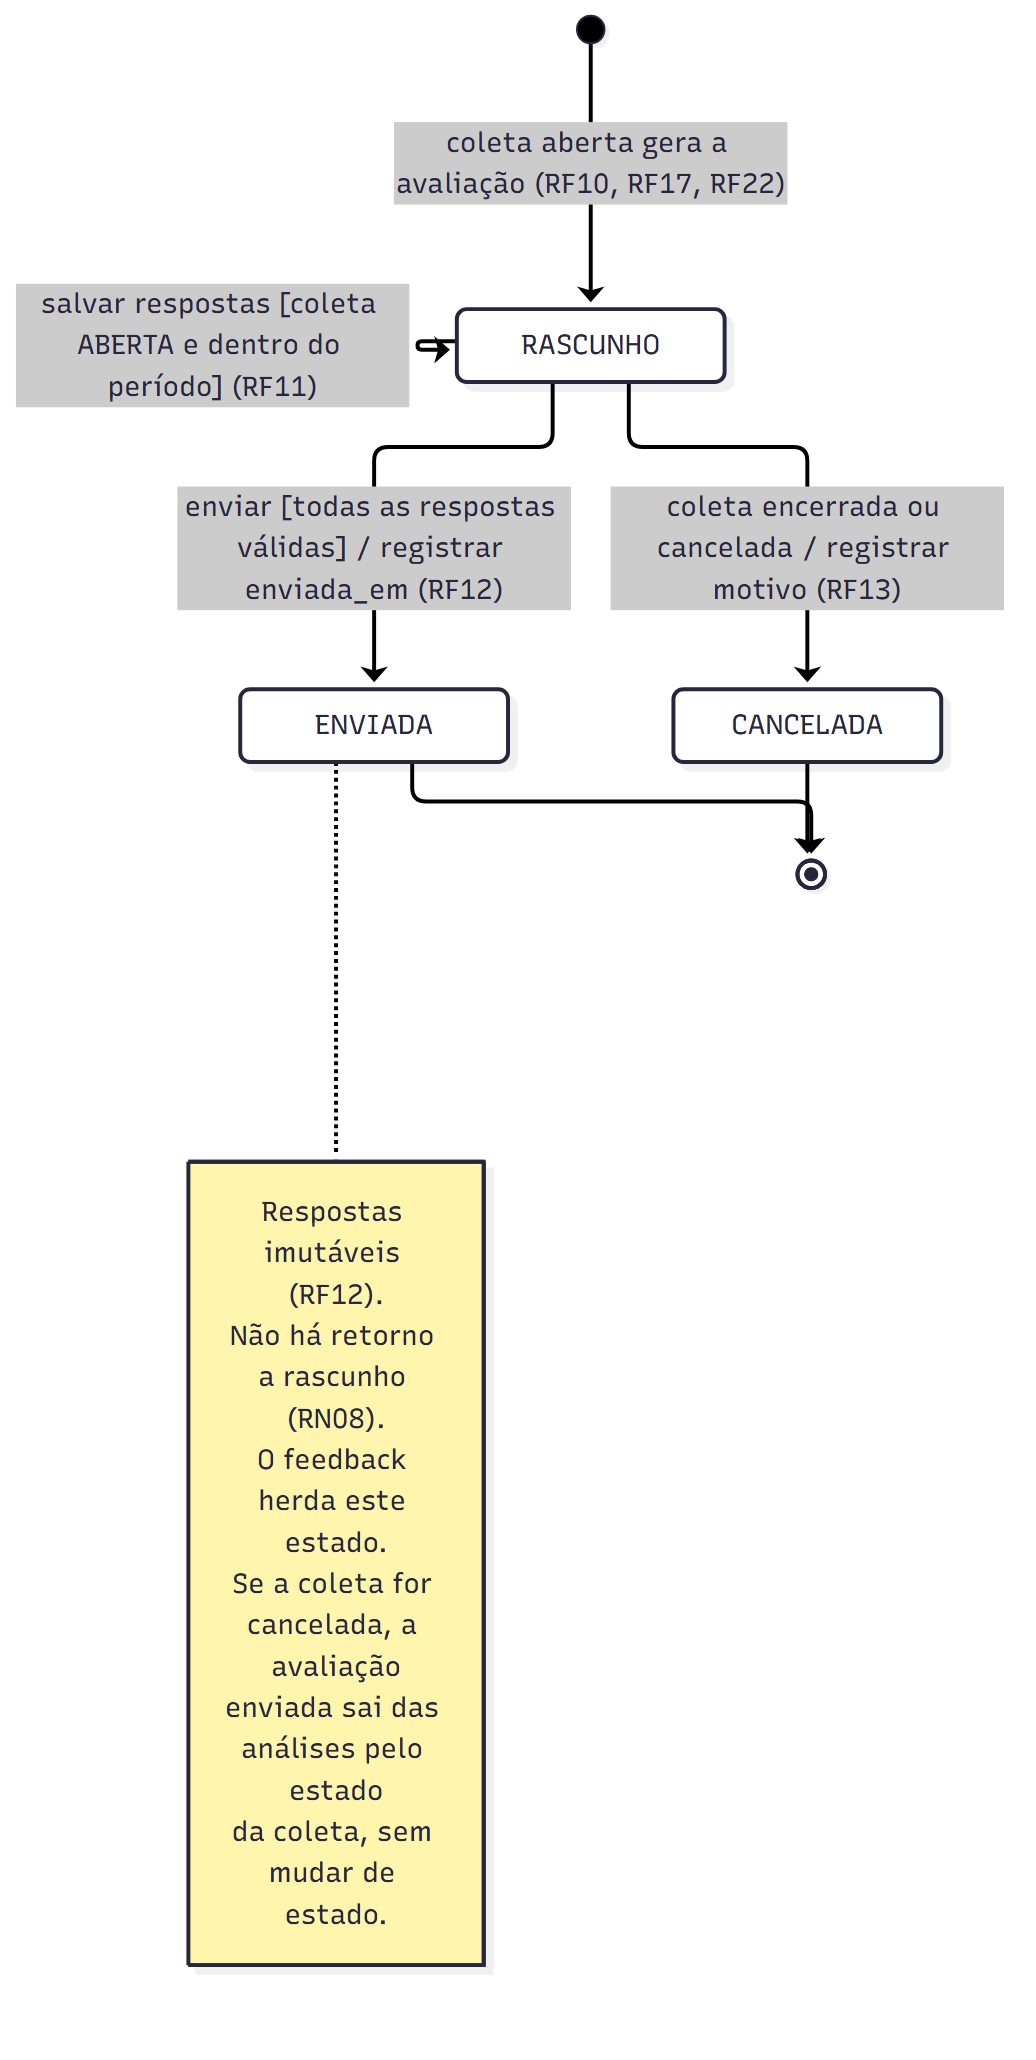 coleta aberta gera a
avaliação (RF10, RF17, RF22)
salvar respostas [coleta
ABERTA e dentro do
período] (RF11)
RASCUNHO
enviar [todas as respostas
válidas] / registrar
enviada_em (RF12)
coleta encerrada ou
cancelada / registrar
motivo (RF13)
ENVIADA
CANCELADA
Respostas
imutáveis
(RF12).
Não há retorno
a rascunho
(RN08).
O feedback
herda este
estado.
Se a coleta for
cancelada, a
avaliação
enviada sai das
análises pelo
estado
da coleta, sem
mudar de
estado.